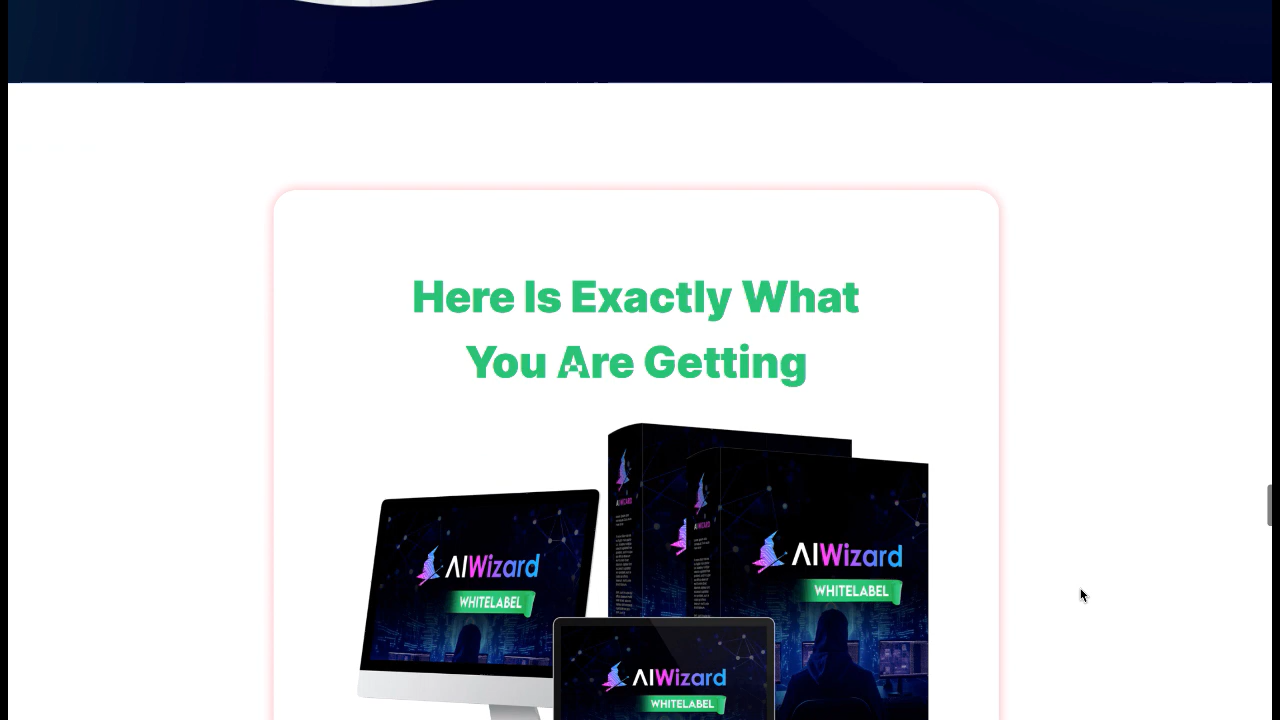 Here Is Exactly What
You Are Getting
AIWizard
WHITELABEL
AIWizard
WHITELABEL
AIWizard
WHITELABEL